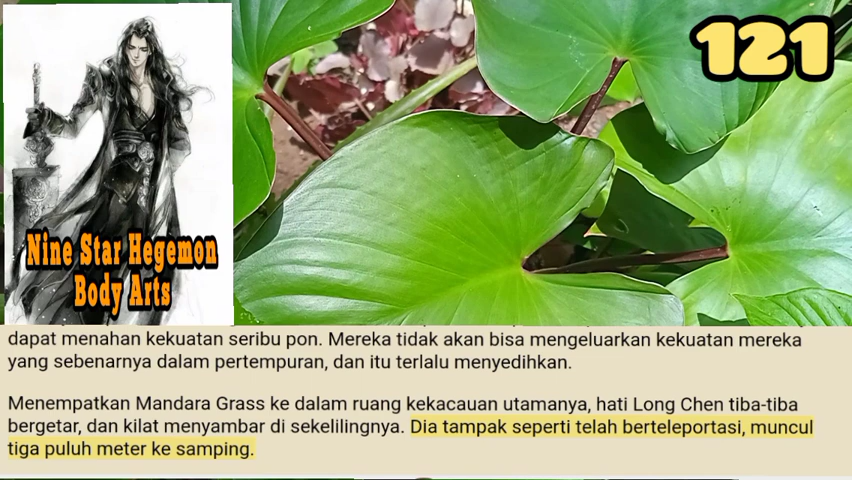 121
Nine Star Hegemon
Body Arts
dapat menahan kekuatan seribu pon. Mereka tidak akan bisa mengeluarkan kekuatan mereka
yang sebenarnya dalam pertempuran, dan itu terlalu menyedihkan.
Menempatkan Mandara Grass ke dalam ruang kekacauan utamanya, hati Long Chen tiba-tiba
bergetar, dan kilat menyambar di sekelilingnya. Dia tampak seperti telah berteleportasi, muncul
tiga puluh meter ke samping.